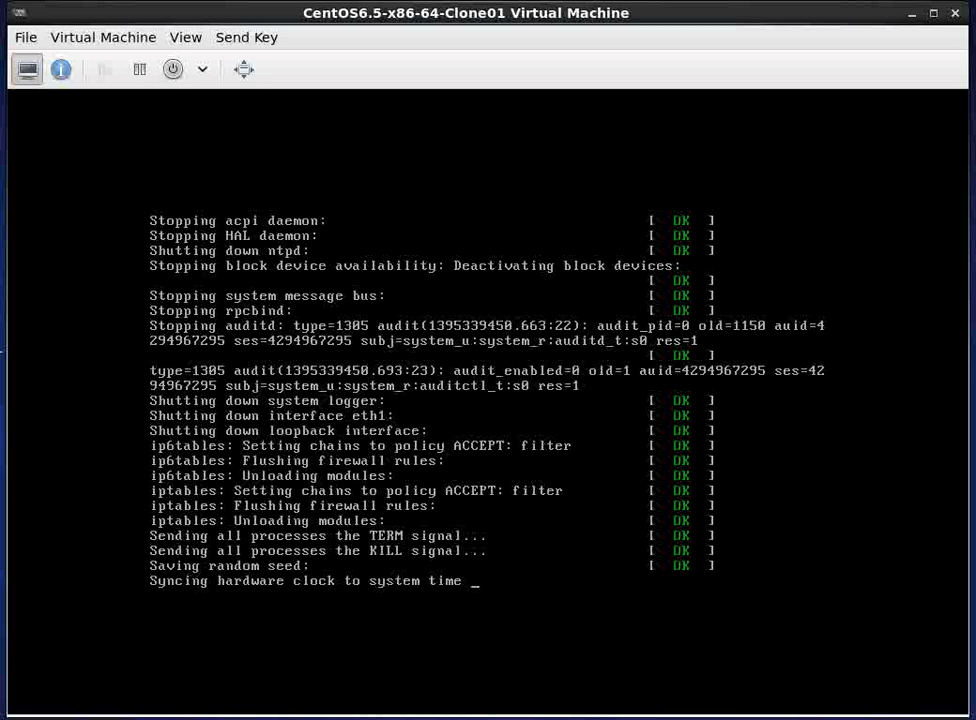 CentOS6.5-x86-64-Clone01 Virtual Machine
File Virtual Machine View Send Key
Stopping acpi daemon: [ OK ]
Stopping HAL daemon: [ OK ]
Shutting down ntpd: [ OK ]
Stopping block device availability: Deactivating block devices:
[ OK ]
Stopping system message bus: [ OK ]
Stopping rpcbind: [ OK ]
Stopping auditd: type=1305 audit(1395339450.663:22): audit_pid=0 old=1150 auid=4
294967295 ses=4294967295 subj=system_u:system_r:auditd_t:s0 res=1
[ OK ]
type=1305 audit(1395339450.693:23): audit_enabled=0 old=1 auid=4294967295 ses=42
94967295 subj=system_u:system_r:auditctl_t:s0 res=1
Shutting down system logger: [ OK ]
Shutting down interface eth1: [ OK ]
Shutting down loopback interface: [ OK ]
ip6tables: Setting chains to policy ACCEPT: filter [ OK ]
ip6tables: Flushing firewall rules: [ OK ]
ip6tables: Unloading modules: [ OK ]
iptables: Setting chains to policy ACCEPT: filter [ OK ]
iptables: Flushing firewall rules: [ OK ]
iptables: Unloading modules: [ OK ]
Sending all processes the TERM signal... [ OK ]
Sending all processes the KILL signal... [ OK ]
Saving random seed: [ OK ]
Syncing hardware clock to system time _